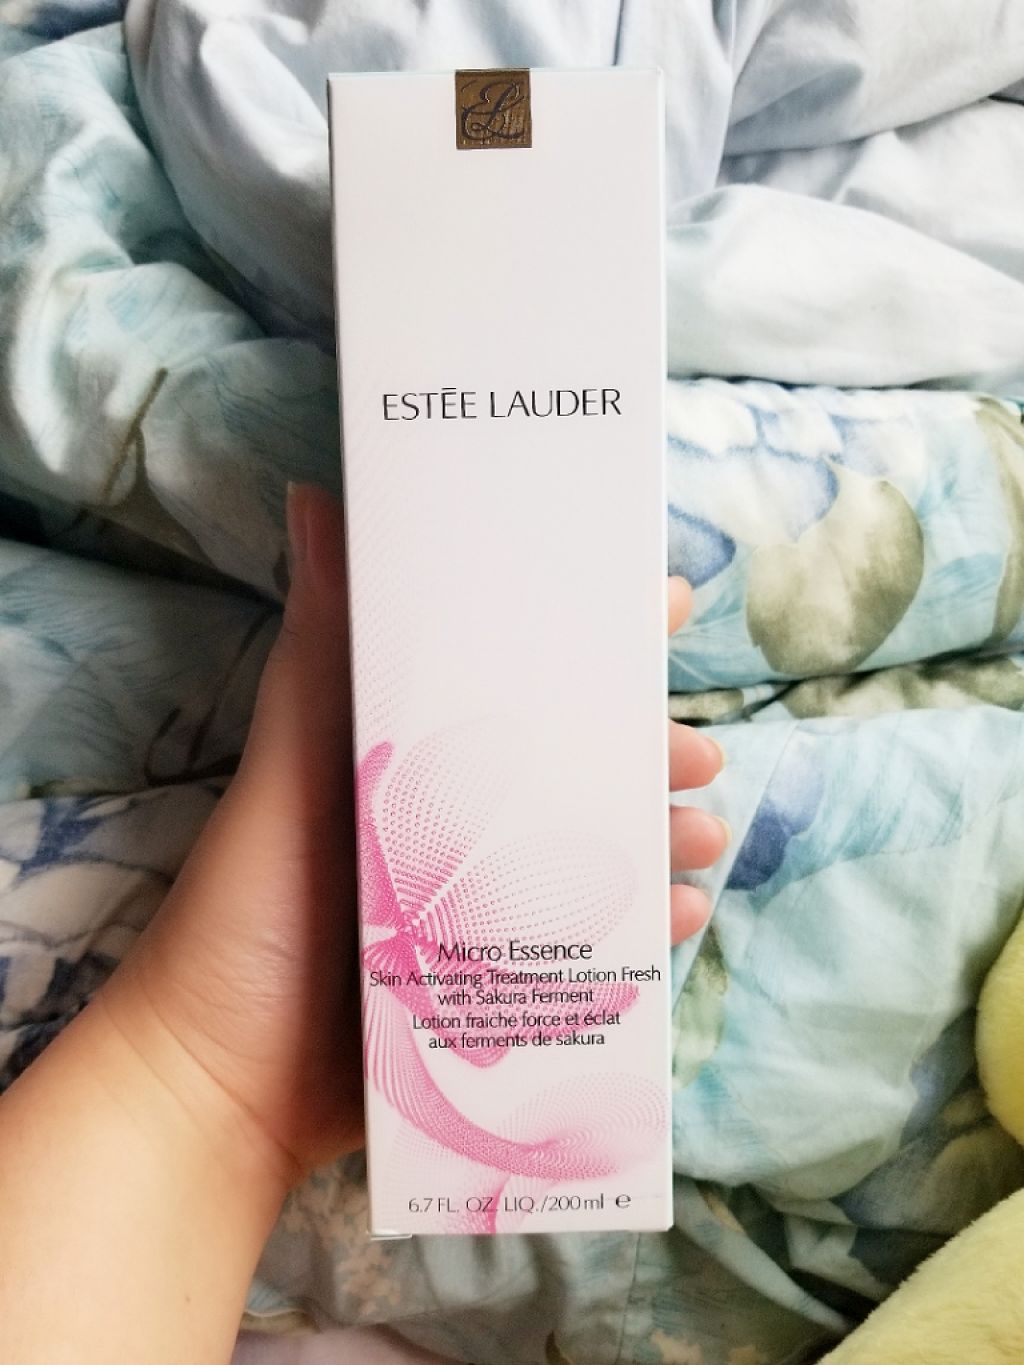 ESTĒE LAUDER
Micro Essence
Skin Activating Treatment Lotion Fresh
with Sakura Ferment
Lotion fraîche force et éclat
aux ferments de sakura
6.7 FL. OZ. LIQ./200 ml ℮